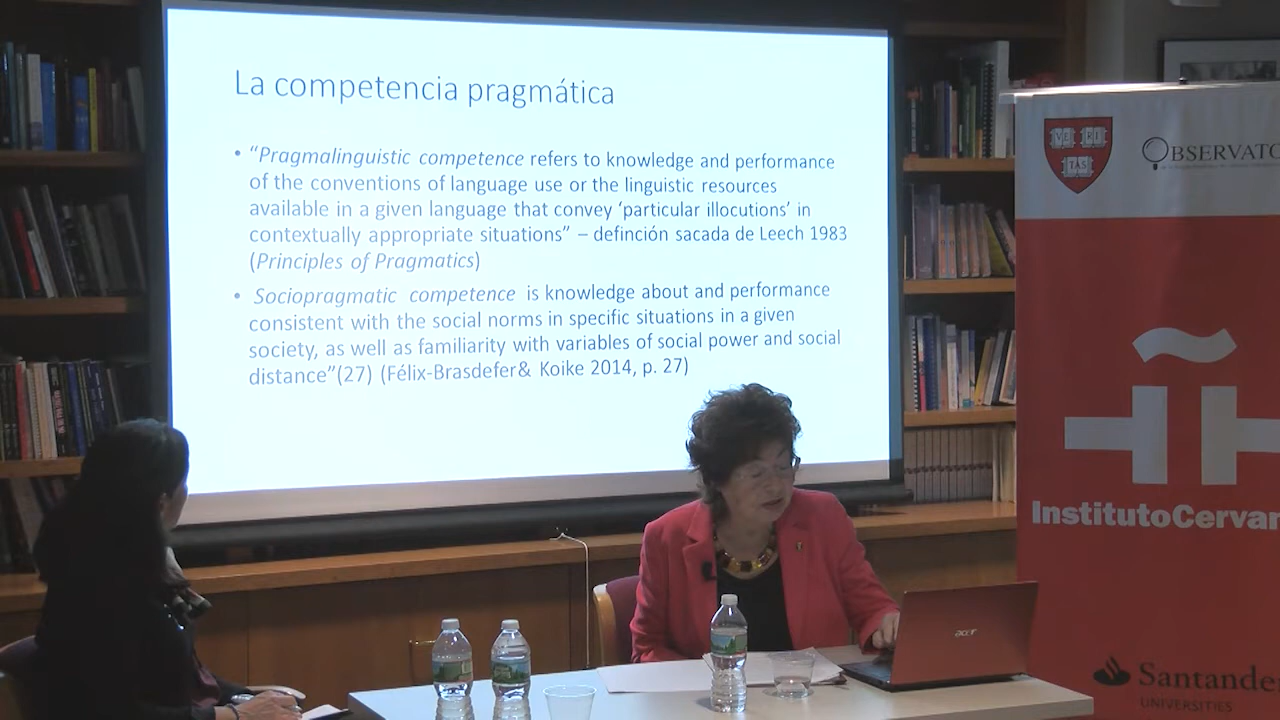 La competencia pragmática
• “Pragmalinguistic competence refers to knowledge and performance
of the conventions of language use or the linguistic resources
available in a given language that convey ‘particular illocutions’ in
contextually appropriate situations” – definción sacada de Leech 1983
(Principles of Pragmatics)
• Sociopragmatic competence is knowledge about and performance
consistent with the social norms in specific situations in a given
society, as well as familiarity with variables of social power and social
distance”(27) (Félix-Brasdefer& Koike 2014, p. 27)
VE RI
TAS
OBSERVATO
InstitutoCervan
acer
Santande
UNIVERSITIES